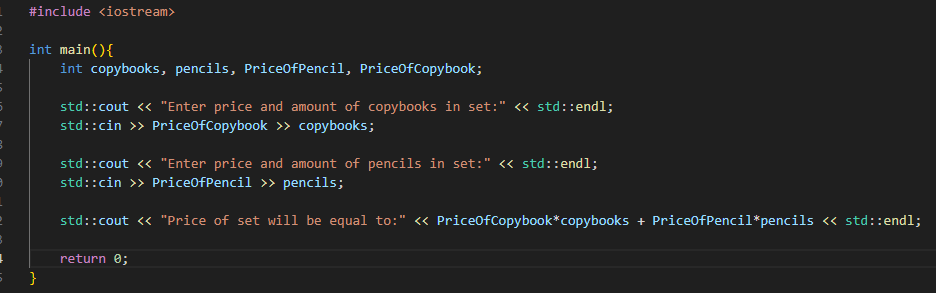 #include <iostream>
int main(){
int copybooks, pencils, PriceOfPencil, PriceOfCopybook;
std::cout << "Enter price and amount of copybooks in set:" << std::endl;
std::cin >> PriceOfCopybook >> copybooks;
std::cout << "Enter price and amount of pencils in set:" << std::endl;
std::cin >> PriceOfPencil >> pencils;
std::cout << "Price of set will be equal to:" << PriceOfCopybook*copybooks + PriceOfPencil*pencils << std::endl;
return 0;
}